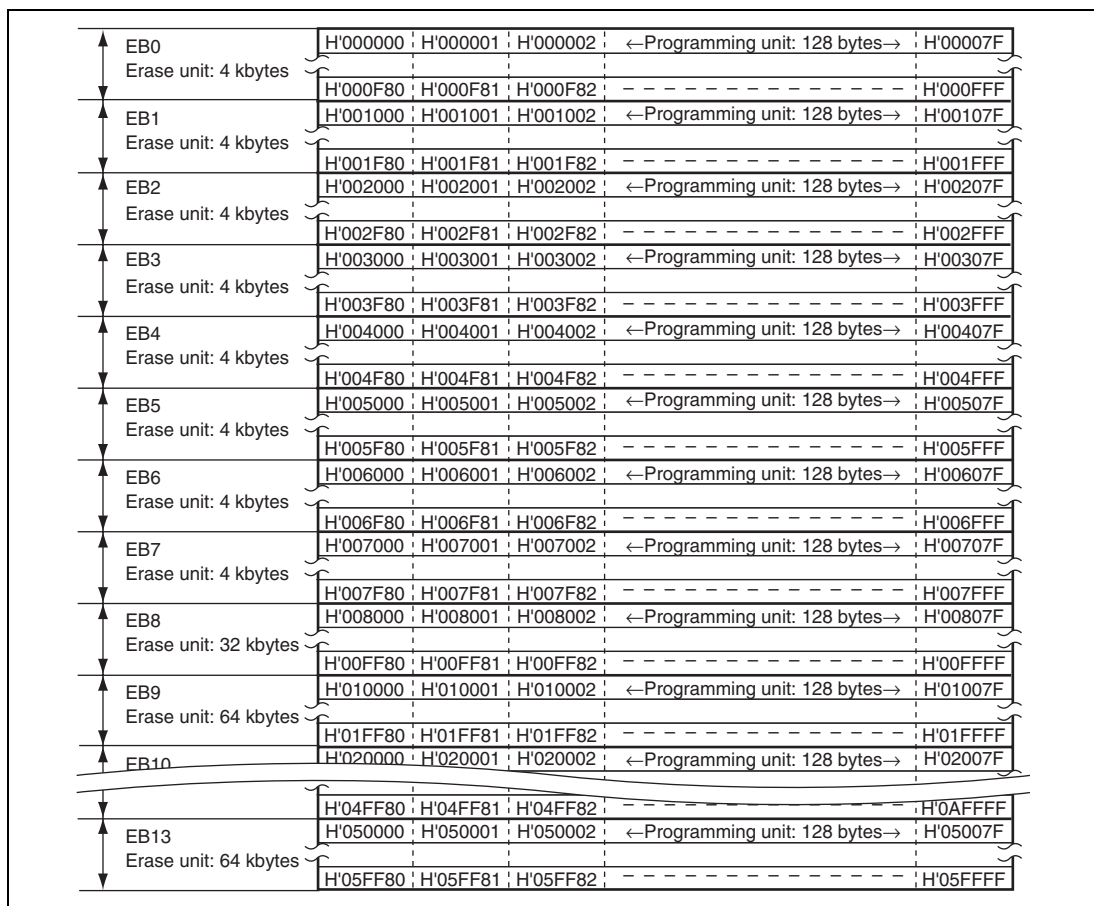 EB0 H'000000 H'000001 H'000002 ←Programming unit: 128 bytes→ H'00007F
Erase unit: 4 kbytes
H'000F80 H'000F81 H'000F82 – – – – – – – – – – – – – – H'000FFF
EB1 H'001000 H'001001 H'001002 ←Programming unit: 128 bytes→ H'00107F
Erase unit: 4 kbytes
H'001F80 H'001F81 H'001F82 – – – – – – – – – – – – – – H'001FFF
EB2 H'002000 H'002001 H'002002 ←Programming unit: 128 bytes→ H'00207F
Erase unit: 4 kbytes
H'002F80 H'002F81 H'002F82 – – – – – – – – – – – – – – H'002FFF
EB3 H'003000 H'003001 H'003002 ←Programming unit: 128 bytes→ H'00307F
Erase unit: 4 kbytes
H'003F80 H'003F81 H'003F82 – – – – – – – – – – – – – – H'003FFF
EB4 H'004000 H'004001 H'004002 ←Programming unit: 128 bytes→ H'00407F
Erase unit: 4 kbytes
H'004F80 H'004F81 H'004F82 – – – – – – – – – – – – – – H'004FFF
EB5 H'005000 H'005001 H'005002 ←Programming unit: 128 bytes→ H'00507F
Erase unit: 4 kbytes
H'005F80 H'005F81 H'005F82 – – – – – – – – – – – – – – H'005FFF
EB6 H'006000 H'006001 H'006002 ←Programming unit: 128 bytes→ H'00607F
Erase unit: 4 kbytes
H'006F80 H'006F81 H'006F82 – – – – – – – – – – – – – – H'006FFF
EB7 H'007000 H'007001 H'007002 ←Programming unit: 128 bytes→ H'00707F
Erase unit: 4 kbytes
H'007F80 H'007F81 H'007F82 – – – – – – – – – – – – – – H'007FFF
EB8 H'008000 H'008001 H'008002 ←Programming unit: 128 bytes→ H'00807F
Erase unit: 32 kbytes
H'00FF80 H'00FF81 H'00FF82 – – – – – – – – – – – – – – H'00FFFF
EB9 H'010000 H'010001 H'010002 ←Programming unit: 128 bytes→ H'01007F
Erase unit: 64 kbytes
H'01FF80 H'01FF81 H'01FF82 – – – – – – – – – – – – – – H'01FFFF
EB10 H'020000 H'020001 H'020002 ←Programming unit: 128 bytes→ H'02007F
H'04FF80 H'04FF81 H'04FF82 – – – – – – – – – – – – – – H'0AFFFF
EB13 H'050000 H'050001 H'050002 ←Programming unit: 128 bytes→ H'05007F
Erase unit: 64 kbytes
H'05FF80 H'05FF81 H'05FF82 – – – – – – – – – – – – – – H'05FFFF